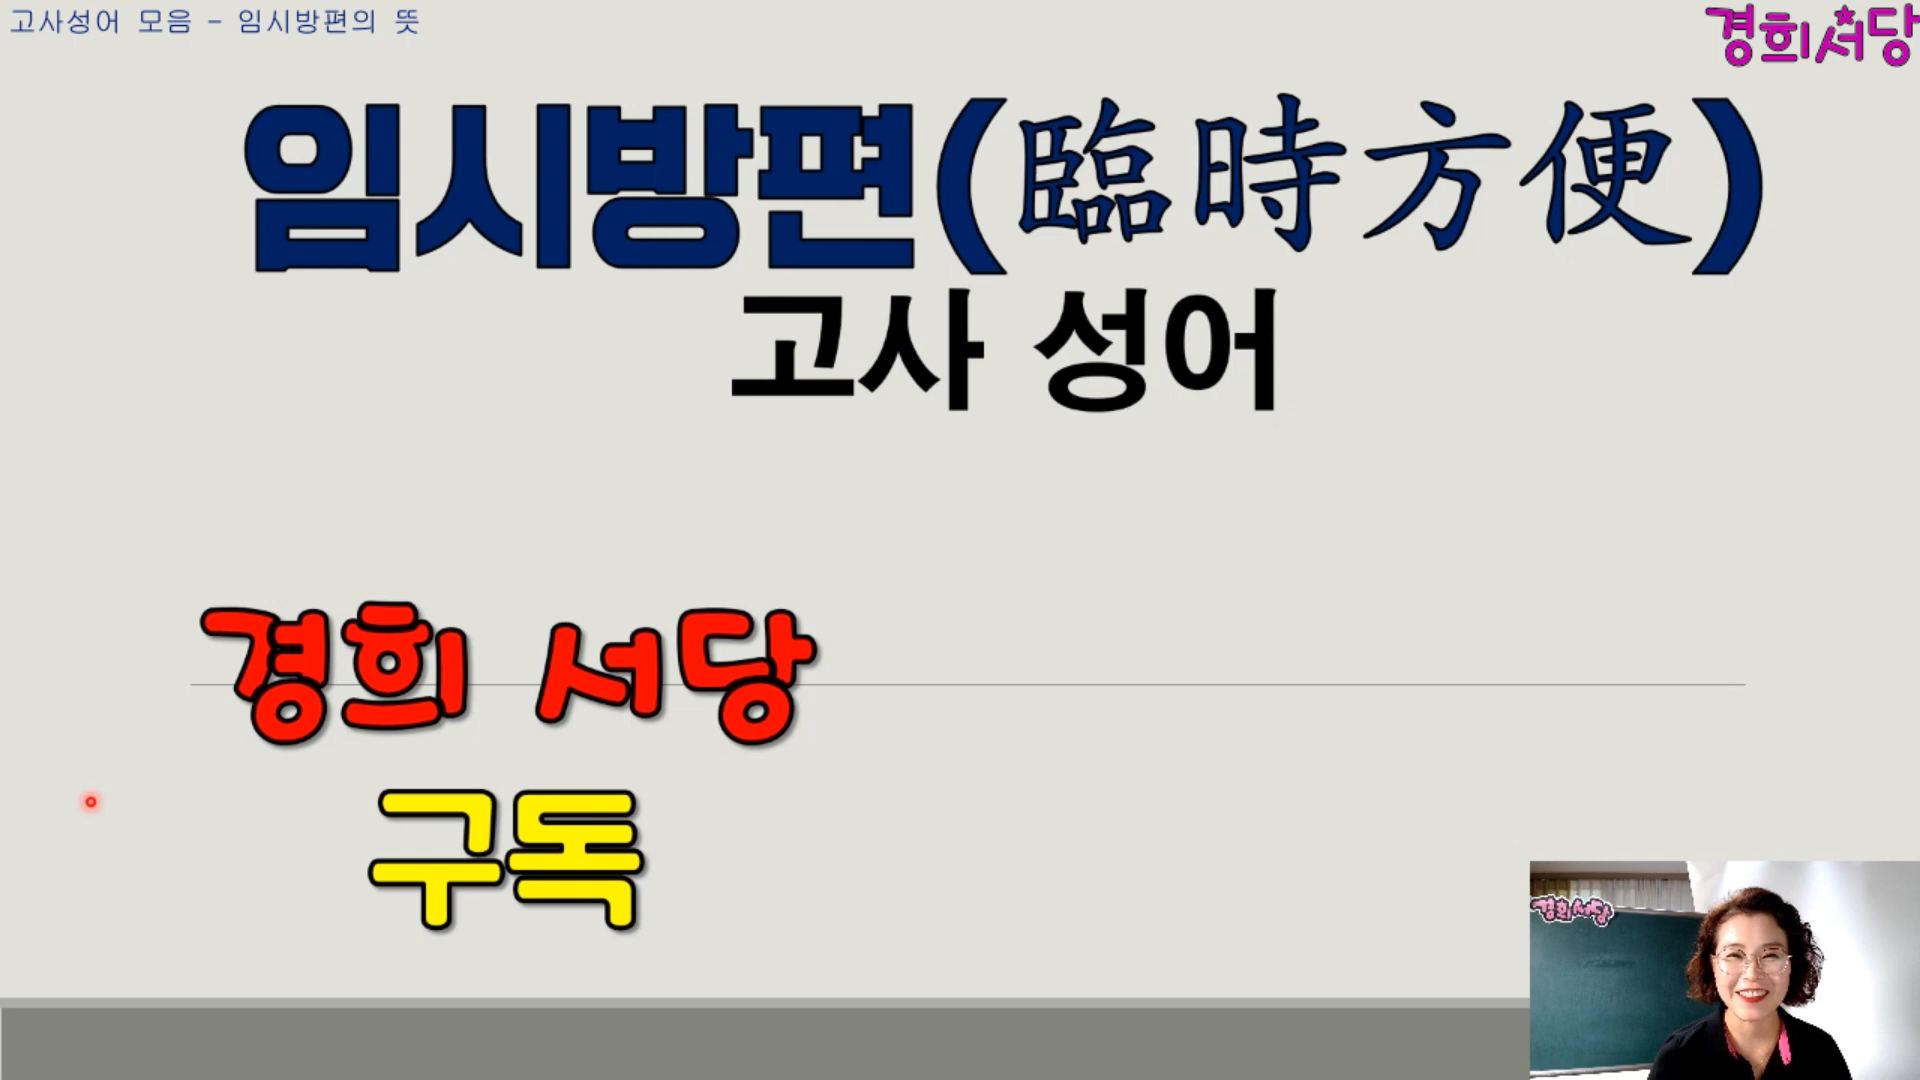 고사성어 모음 - 임시방편의 뜻
경희서당
임시방편(臨時方便)
고사 성어
경희 서당
구독
경희서당